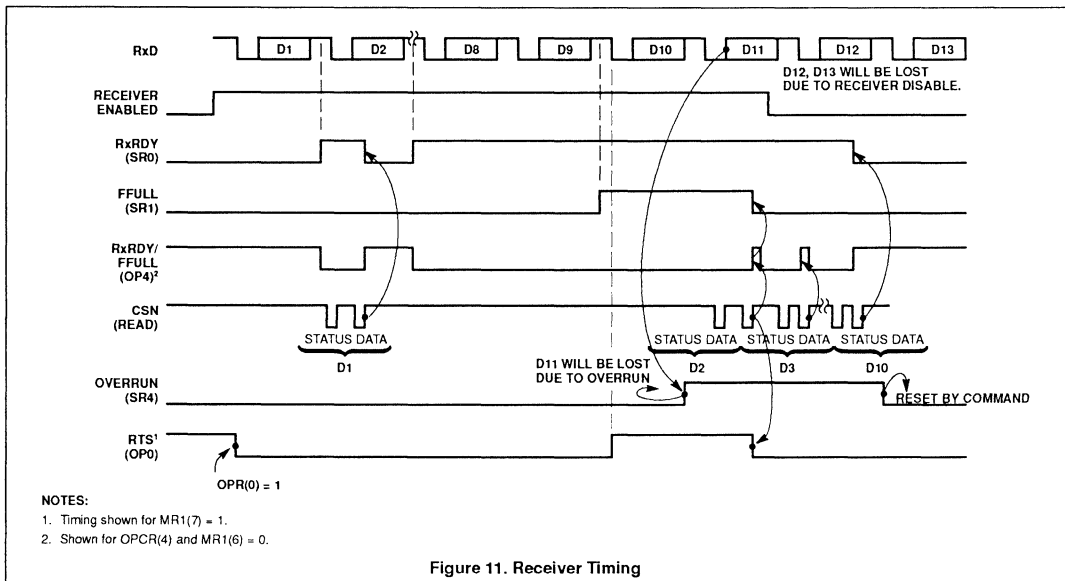 RxD
D1
D2
D8
D9
D10
D11
D12
D13
D12, D13 WILL BE LOST
DUE TO RECEIVER DISABLE.
RECEIVER
ENABLED
RxRDY
(SR0)
FFULL
(SR1)
RxRDY/
FFULL
(OP4)²
CSN
(READ)
STATUS DATA
D1
STATUS DATA
D2
STATUS DATA
D3
STATUS DATA
D10
D11 WILL BE LOST
DUE TO OVERRUN
OVERRUN
(SR4)
RESET BY COMMAND
RTS¹
(OP0)
OPR(0) = 1
NOTES:
1. Timing shown for MR1(7) = 1.
2. Shown for OPCR(4) and MR1(6) = 0.
Figure 11. Receiver Timing